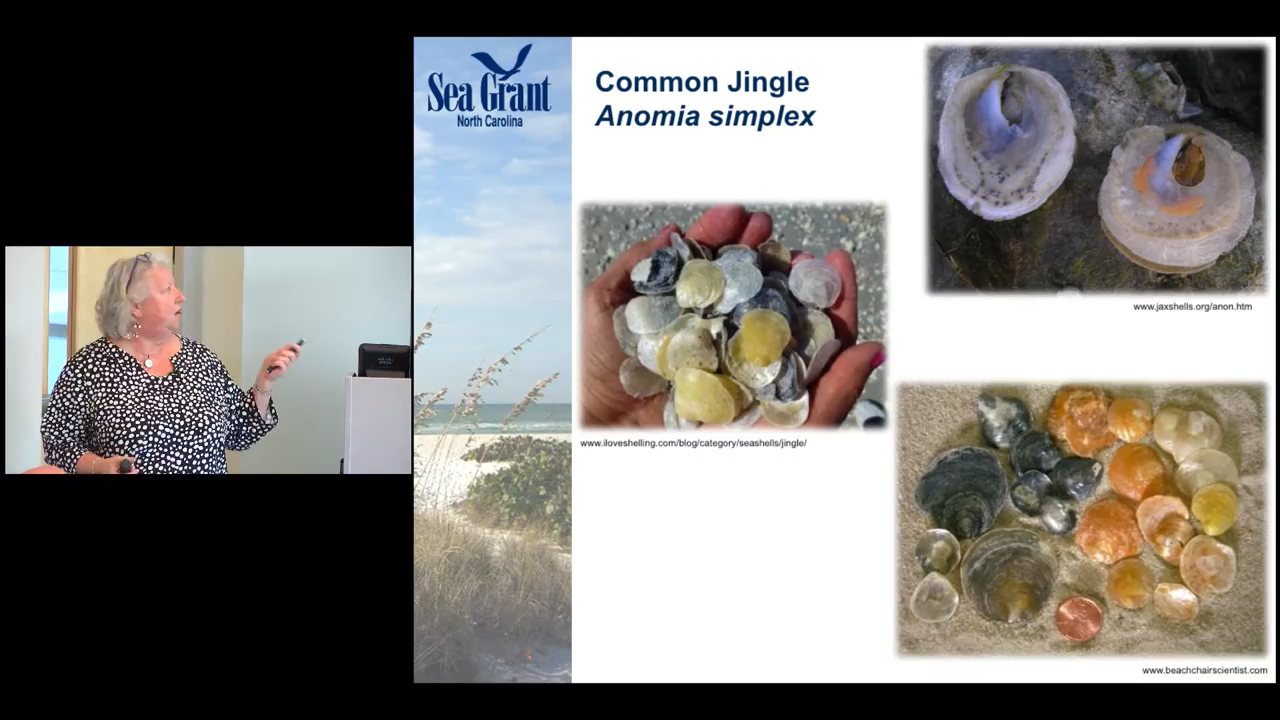 Sea Grant
North Carolina
Common Jingle
Anomia simplex
www.jaxshells.org/anon.htm
www.iloveshelling.com/blog/category/seashells/jingle/
www.beachchairscientist.com